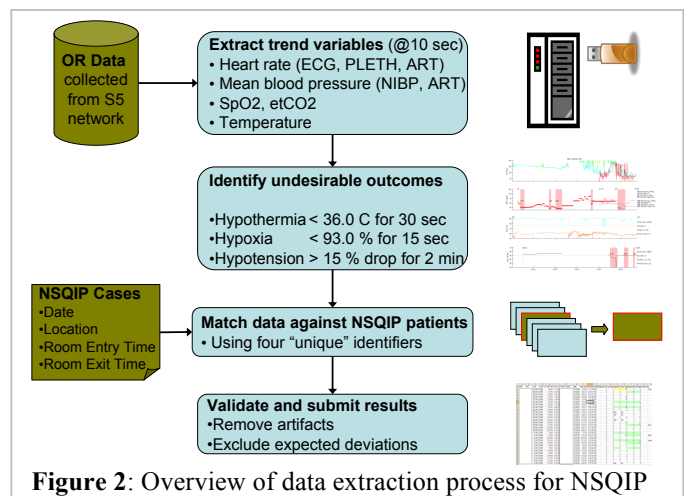 OR Data
collected
from S5
network
Extract trend variables (@10 sec)
• Heart rate (ECG, PLETH, ART)
• Mean blood pressure (NIBP, ART)
• SpO2, etCO2
• Temperature
Identify undesirable outcomes
•Hypothermia < 36.0 C for 30 sec
•Hypoxia < 93.0 % for 15 sec
•Hypotension > 15 % drop for 2 min
NSQIP Cases
•Date
•Location
•Room Entry Time
•Room Exit Time
Match data against NSQIP patients
• Using four “unique” identifiers
Validate and submit results
•Remove artifacts
•Exclude expected deviations
Figure 2: Overview of data extraction process for NSQIP